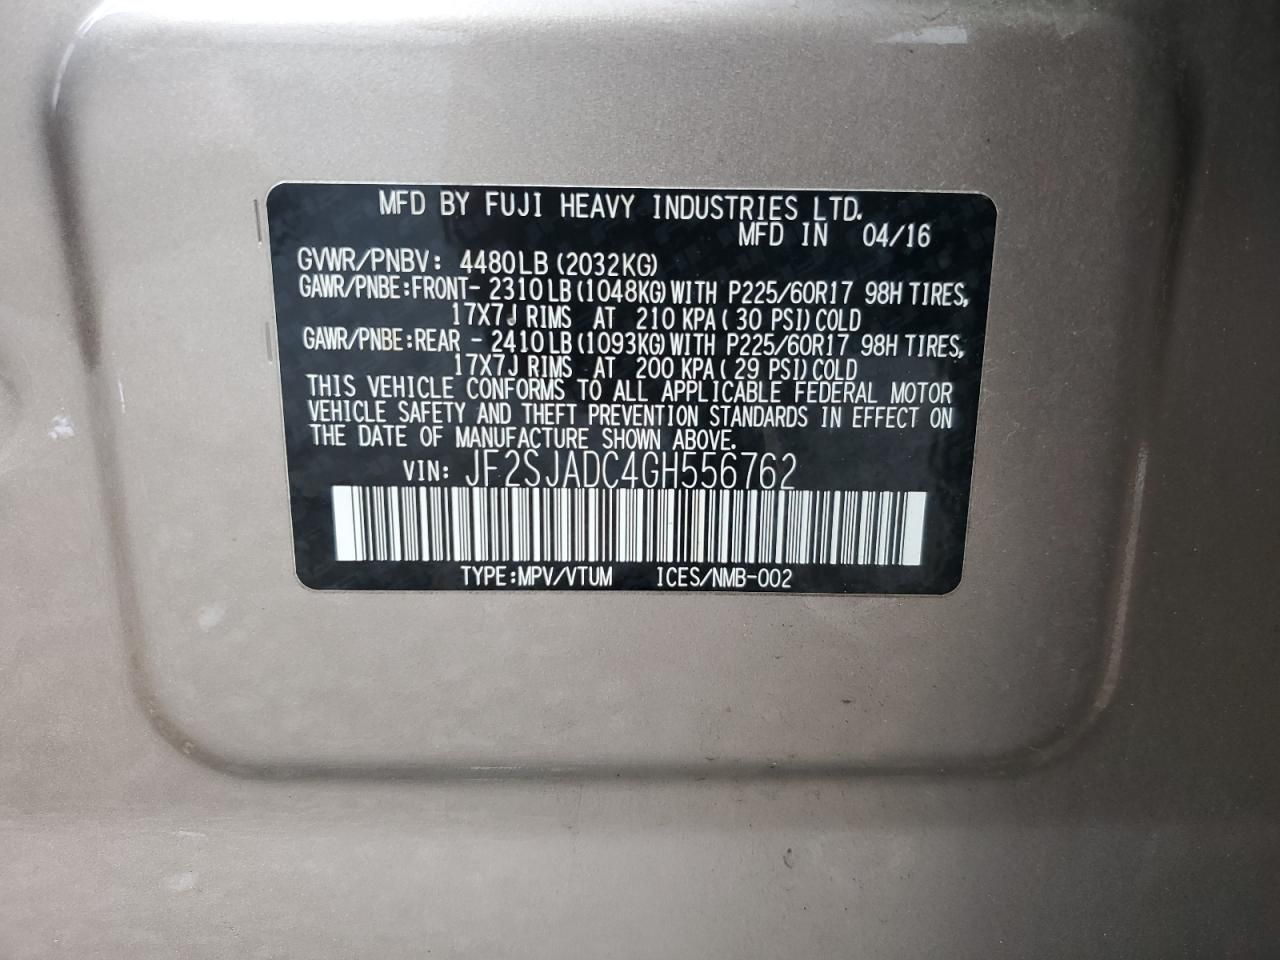 MFD BY FUJI HEAVY INDUSTRIES LTD.
MFD IN 04/16
GVWR/PNBV: 4480LB (2032KG)
GAWR/PNBE:FRONT- 2310LB (1048KG) WITH P225/60R17 98H TIRES,
17X7J RIMS AT 210 KPA (30 PSI) COLD
GAWR/PNBE:REAR - 2410LB (1093KG) WITH P225/60R17 98H TIRES,
17X7J RIMS AT 200 KPA (29 PSI) COLD
THIS VEHICLE CONFORMS TO ALL APPLICABLE FEDERAL MOTOR
VEHICLE SAFETY AND THEFT PREVENTION STANDARDS IN EFFECT ON
THE DATE OF MANUFACTURE SHOWN ABOVE.
VIN: JF2SJADC4GH556762
TYPE:MPV/VTUM ICES/NMB-002